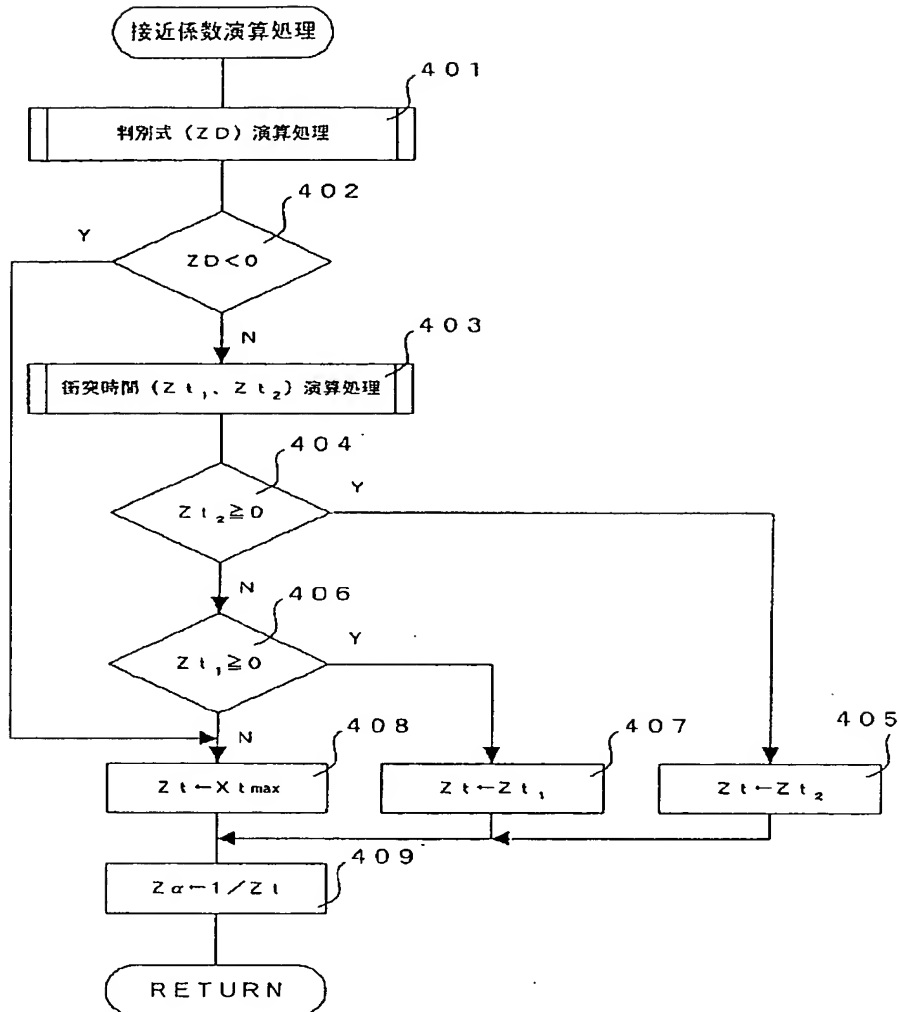 接近係数演算処理
401
判別式（ZD）演算処理
402
Y
ZD<0
N
403
衝突時間（Zt₁、Zt₂）演算処理
404
Y
Zt₂≧0
N
406
Y
Zt₁≧0
N
408
407
405
Zt←Xtmax
Zt←Zt₁
Zt←Zt₂
409
Zα←1／Zt
RETURN